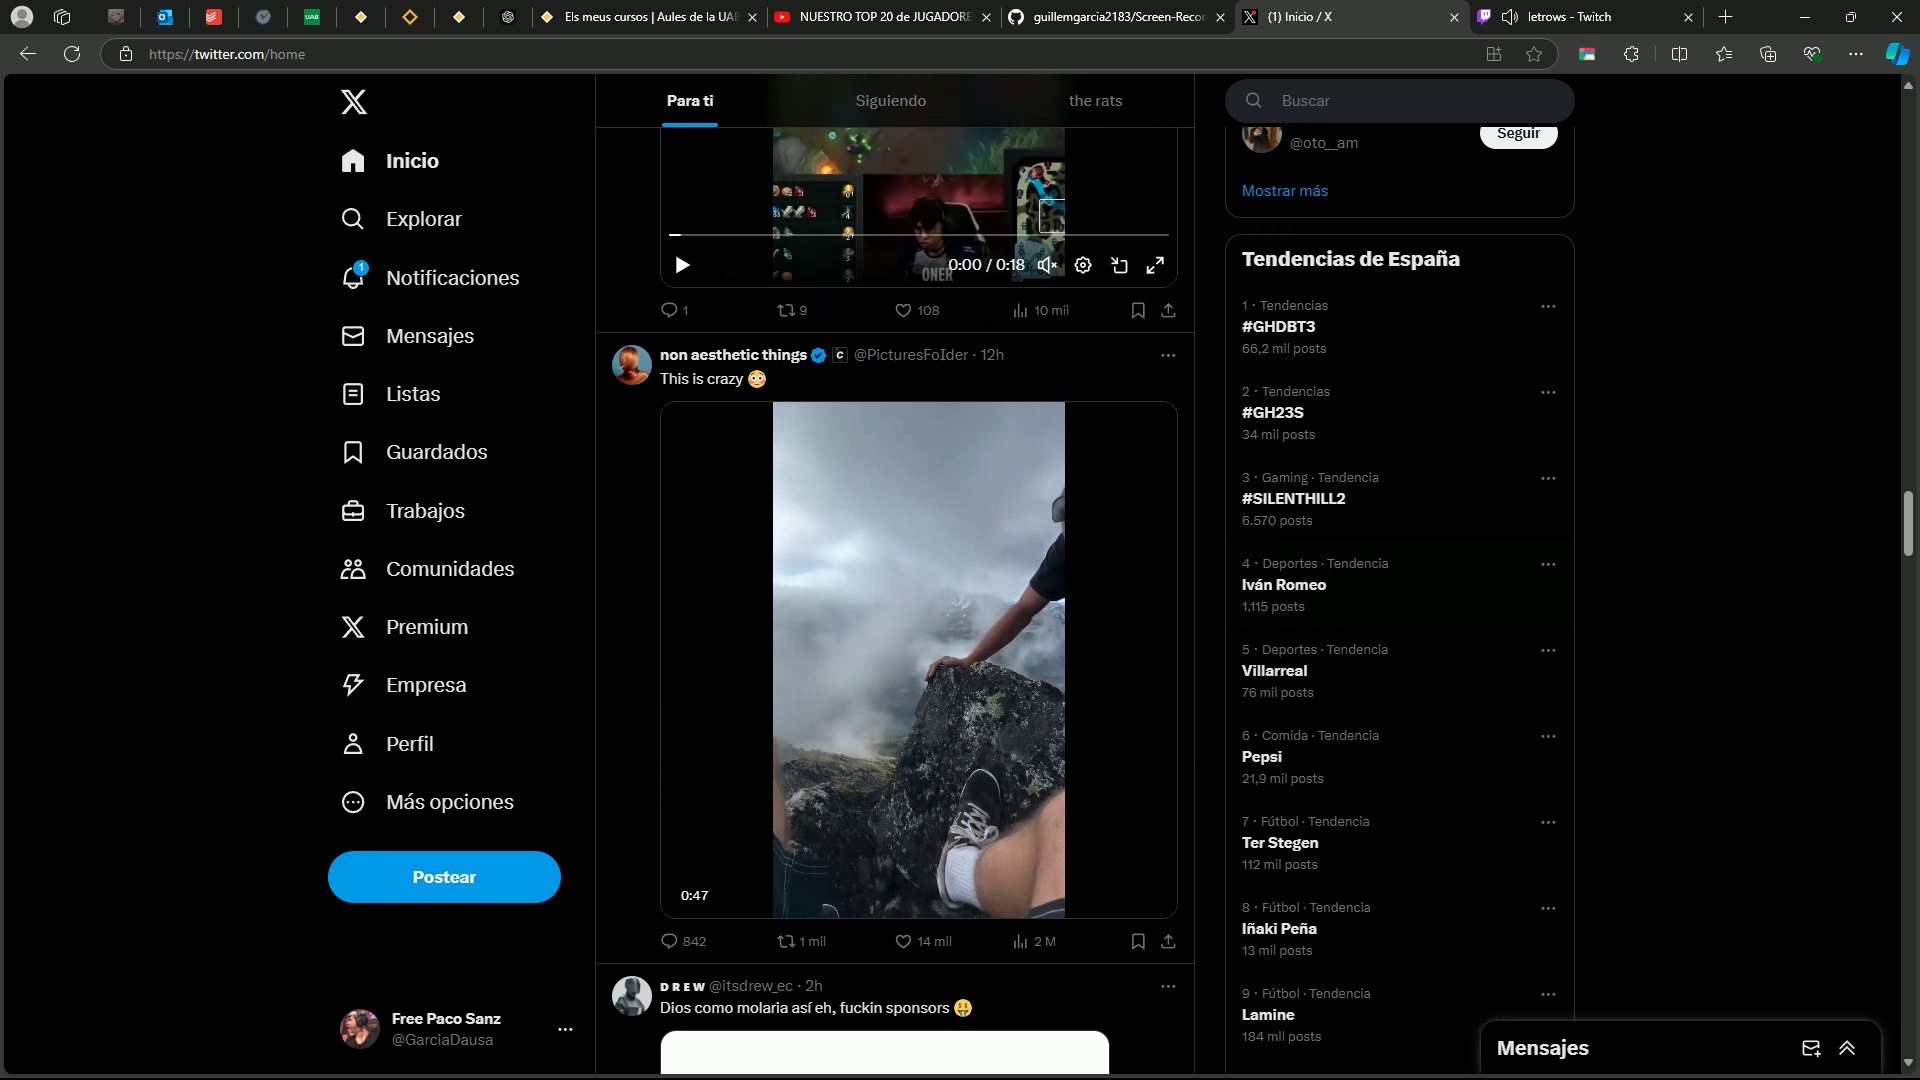 Els meus cursos | Aules de la UAB
NUESTRO TOP 20 de JUGADORE
guillemgarcia2183/Screen-Recor
(1) Inicio / X
letrows - Twitch
https://twitter.com/home
Inicio
Explorar
1
Notificaciones
Mensajes
Listas
Guardados
Trabajos
Comunidades
Premium
Empresa
Perfil
Más opciones
Postear
Free Paco Sanz
@GarciaDausa
Para ti
Siguiendo
the rats
ONER
0:00 / 0:18
1
9
108
10 mil
non aesthetic things @PicturesFoIder · 12h
This is crazy 😳
0:47
842
1 mil
14 mil
2 M
DREW @itsdrew_ec · 2h
Dios como molaria así eh, fuckin sponsors 🤑
Buscar
@oto__am
Seguir
Mostrar más
Tendencias de España
1 · Tendencias
#GHDBT3
66,2 mil posts
2 · Tendencias
#GH23S
34 mil posts
3 · Gaming · Tendencia
#SILENTHILL2
6.570 posts
4 · Deportes · Tendencia
Iván Romeo
1.115 posts
5 · Deportes · Tendencia
Villarreal
76 mil posts
6 · Comida · Tendencia
Pepsi
21,9 mil posts
7 · Fútbol · Tendencia
Ter Stegen
112 mil posts
8 · Fútbol · Tendencia
Iñaki Peña
13 mil posts
9 · Fútbol · Tendencia
Lamine
184 mil posts
Mensajes